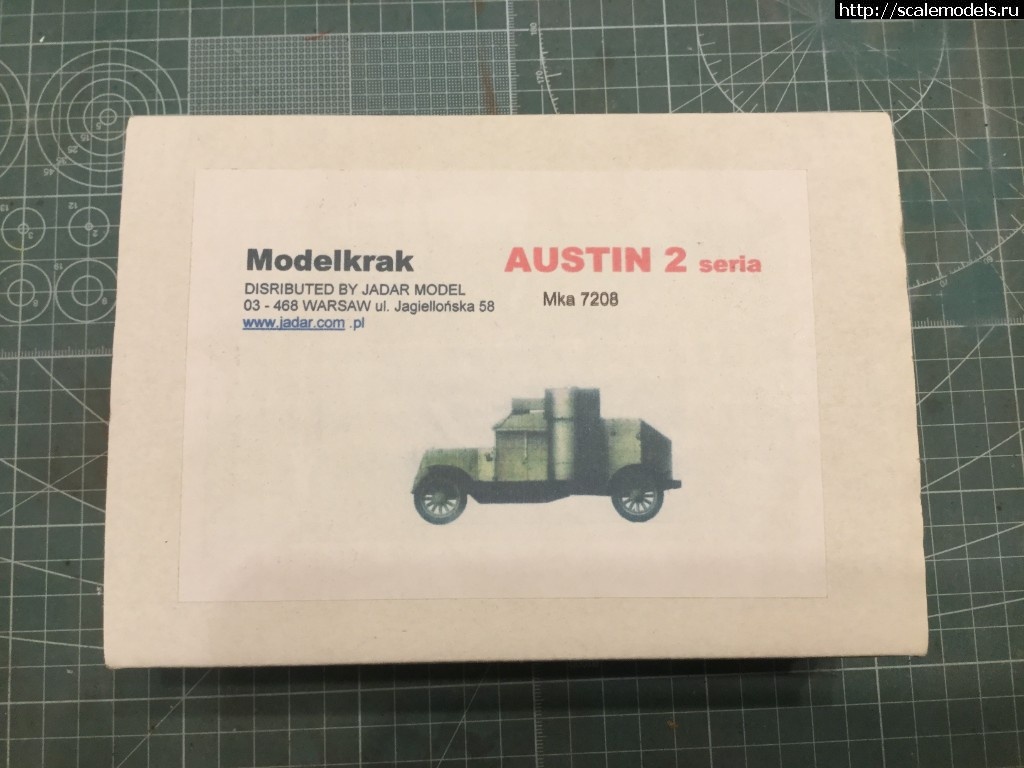 http://scalemodels.ru
Modelkrak
AUSTIN 2 seria
DISRIBUTED BY JADAR MODEL
Mka 7208
03 - 468 WARSAW ul. Jagiellońska 58
www.jadar.com .pl